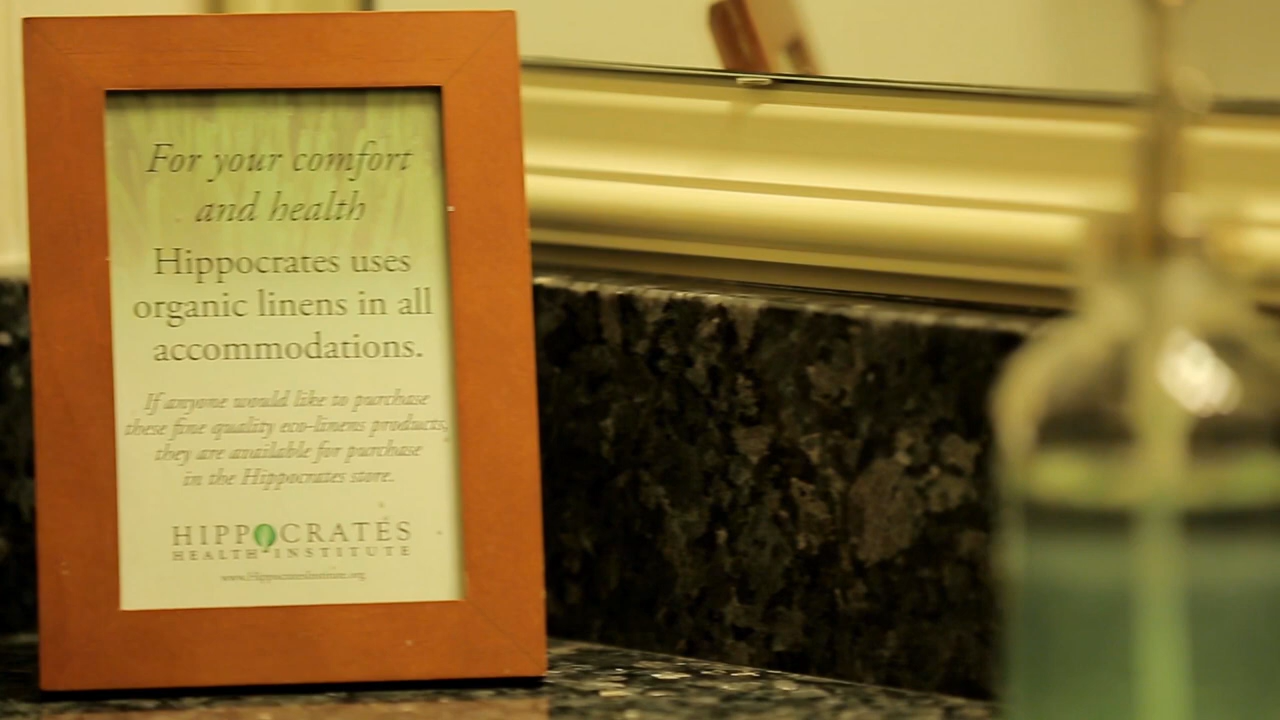 For your comfort
and health
Hippocrates uses
organic linens in all
accommodations.
If anyone would like to purchase
these fine quality eco-linens products,
they are available for purchase
in the Hippocrates store.
HIPPOCRATES
HEALTH INSTITUTE
www.HippocratesInstitute.org